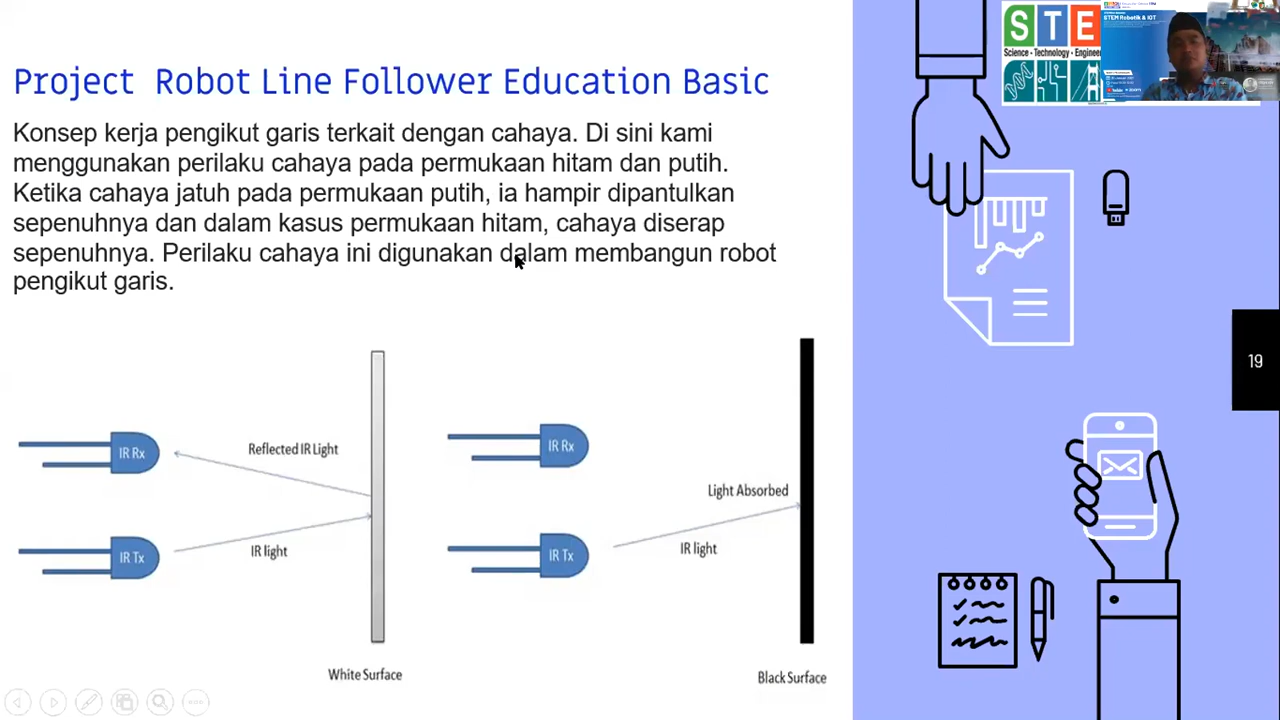 Project Robot Line Follower Education Basic
Konsep kerja pengikut garis terkait dengan cahaya. Di sini kami
menggunakan perilaku cahaya pada permukaan hitam dan putih.
Ketika cahaya jatuh pada permukaan putih, ia hampir dipantulkan
sepenuhnya dan dalam kasus permukaan hitam, cahaya diserap
sepenuhnya. Perilaku cahaya ini digunakan dalam membangun robot
pengikut garis.
IR Rx
Reflected IR Light
IR Tx
IR light
White Surface
IR Rx
Light Absorbed
IR Tx
IR light
Black Surface
STE
Science - Technology - Engineer
STEM Robotik & IOT
19